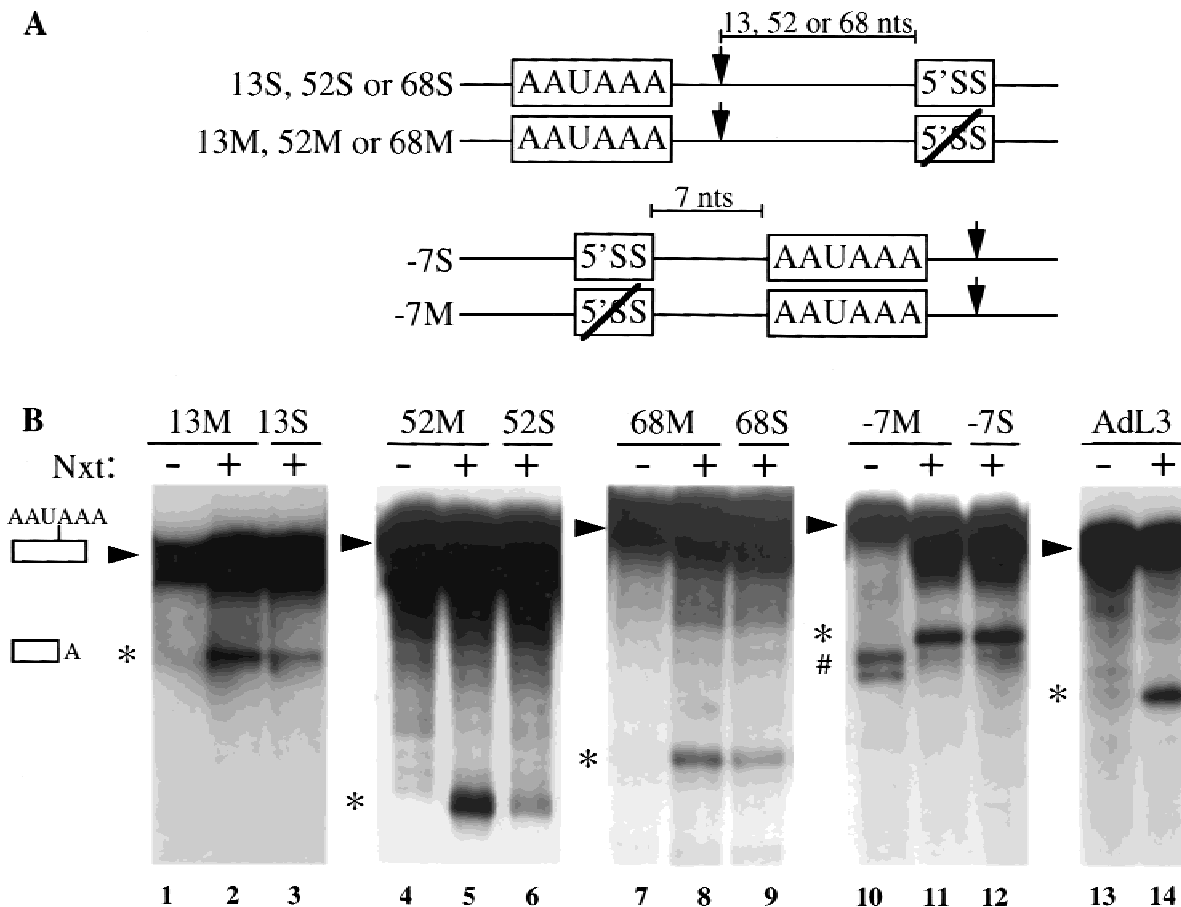 A
13, 52 or 68 nts
13S, 52S or 68S AAUAAA 5'SS
13M, 52M or 68M AAUAAA 5'SS
7 nts
-7S 5'SS AAUAAA
-7M 5'SS AAUAAA
B
13M 13S 52M 52S 68M 68S -7M -7S AdL3
Nxt: - + + - + + - + + - + + - +
AAUAAA
A * * * * # *
1 2 3 4 5 6 7 8 9 10 11 12 13 14